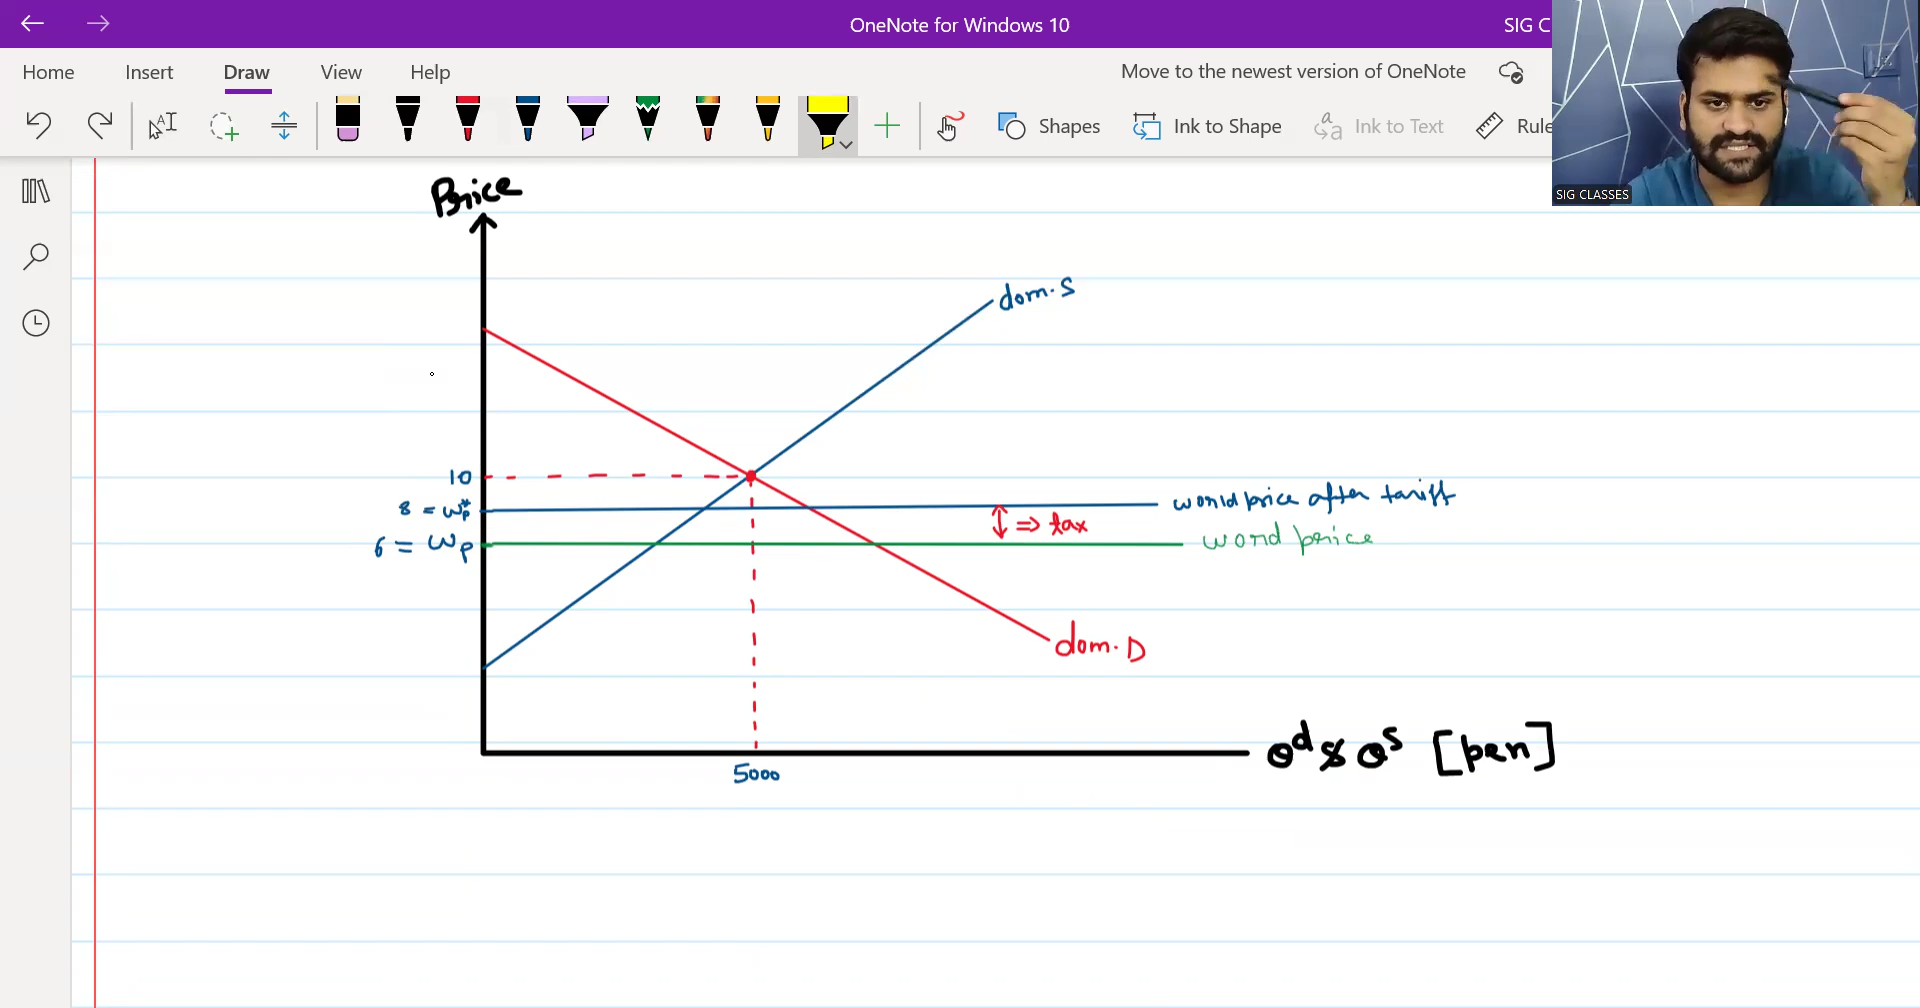 OneNote for Windows 10
SIG C
Home Insert Draw View Help
Move to the newest version of OneNote
Shapes Ink to Shape Ink to Text Rule
SIG CLASSES
Price
dom. S
10
8 = Wp*
world price after tariff
⇒ tax
6 = Wp
world price
dom. D
5000
Qd & Qs [pen]